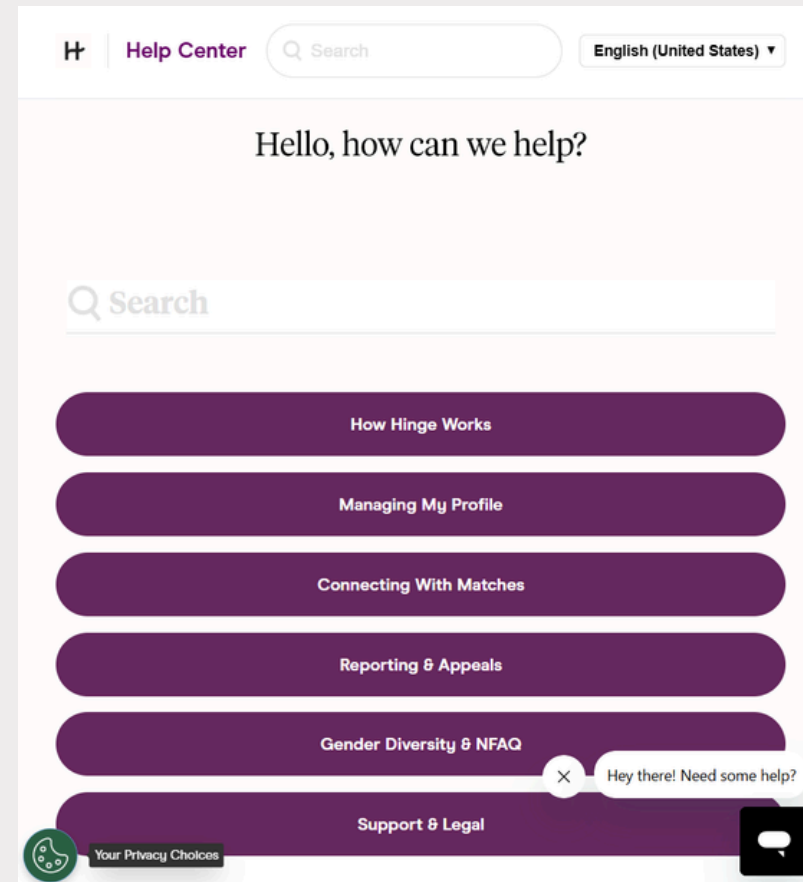 H
Help Center
Search
English (United States) ▼
Hello, how can we help?
Search
How Hinge Works
Managing My Profile
Connecting With Matches
Reporting & Appeals
Gender Diversity & NFAQ
Hey there! Need some help?
Support & Legal
Your Privacy Choices